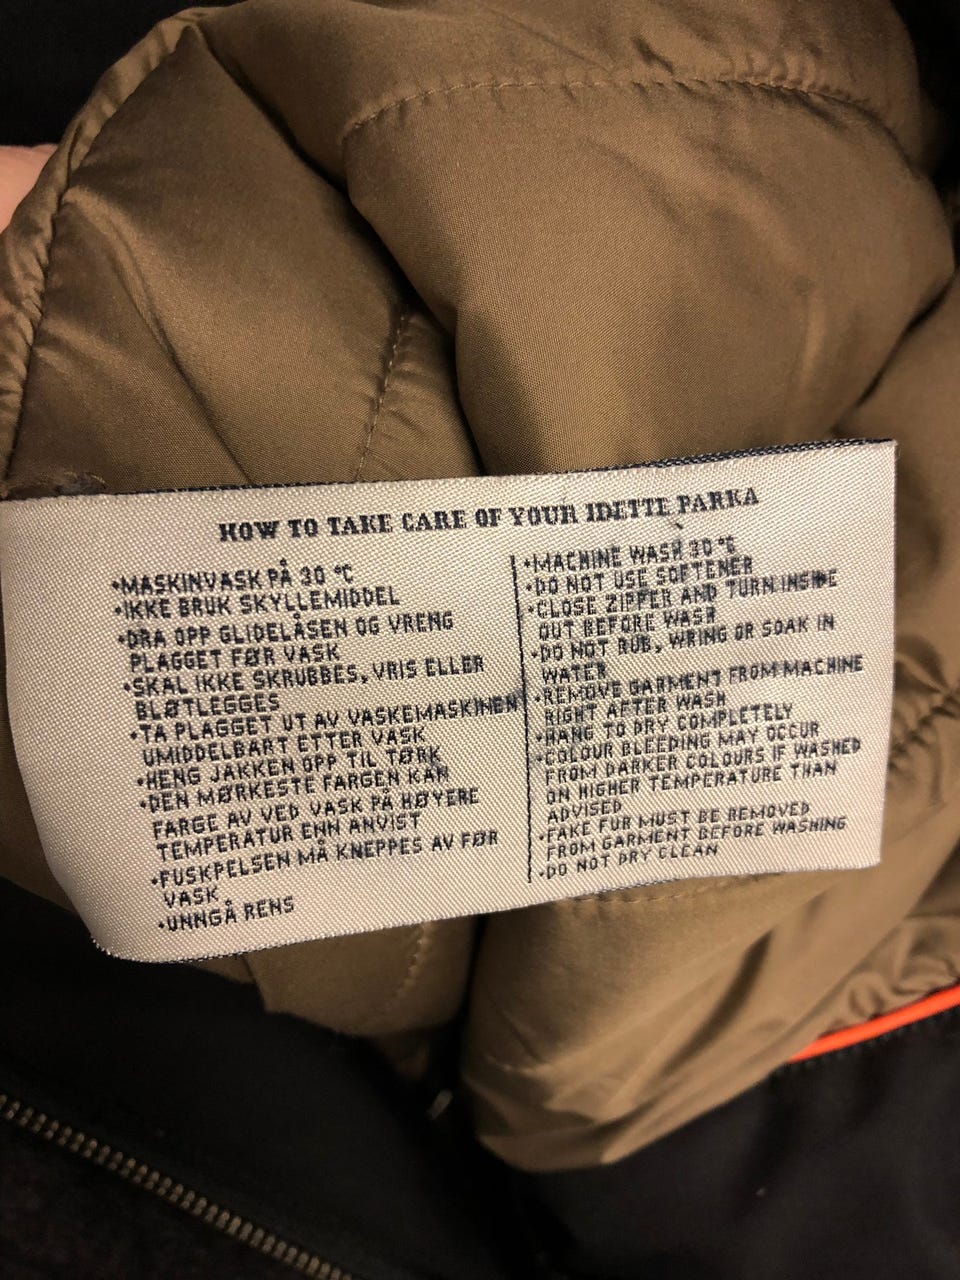 HOW TO TAKE CARE OF YOUR IDETTE PARKA
•MASKINVASK PÅ 30 °C
•IKKE BRUK SKYLLEMIDDEL
•DRA OPP GLIDELÅSEN OG VRENG
PLAGGET FØR VASK
•SKAL IKKE SKRUBBES, VRIS ELLER
BLØTLEGGES
•TA PLAGGET UT AV VASKEMASKINEN
UMIDDELBART ETTER VASK
•HENG JAKKEN OPP TIL TØRK
•DEN MØRKESTE FARGEN KAN
FARGE AV VED VASK PÅ HØYERE
TEMPERATUR ENN ANVIST
•FUSKPELSEN MÅ KNEPPES AV FØR
VASK
•UNNGÅ RENS
•MACHINE WASH 30 °C
•DO NOT USE SOFTENER
•CLOSE ZIPPER AND TURN INSIDE
OUT BEFORE WASH
•DO NOT RUB, WRING OR SOAK IN
WATER
•REMOVE GARMENT FROM MACHINE
RIGHT AFTER WASH
•HANG TO DRY COMPLETELY
•COLOUR BLEEDING MAY OCCUR
FROM DARKER COLOURS IF WASHED
ON HIGHER TEMPERATURE THAN
ADVISED
•FAKE FUR MUST BE REMOVED
FROM GARMENT BEFORE WASHING
•DO NOT DRY CLEAN